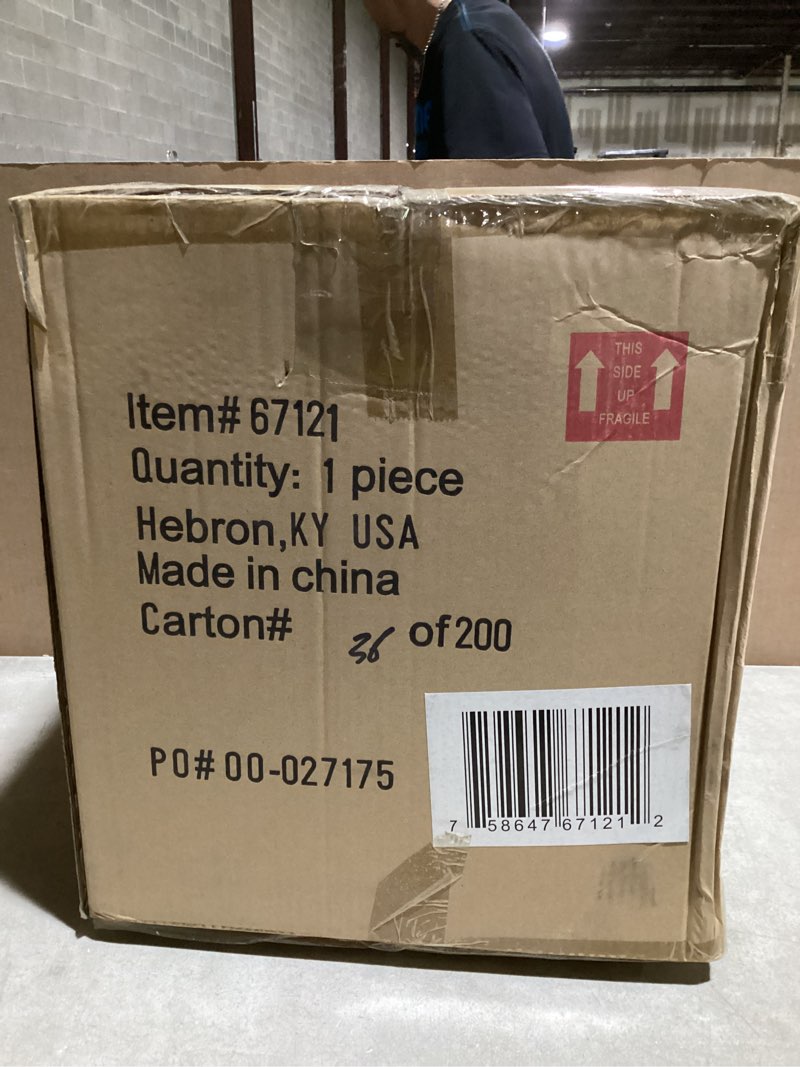 THIS
SIDE
UP
FRAGILE
Item# 67121
Quantity: 1 piece
Hebron,KY USA
Made in china
Carton# 36 of 200
PO# 00-027175
7 58647 67121 2